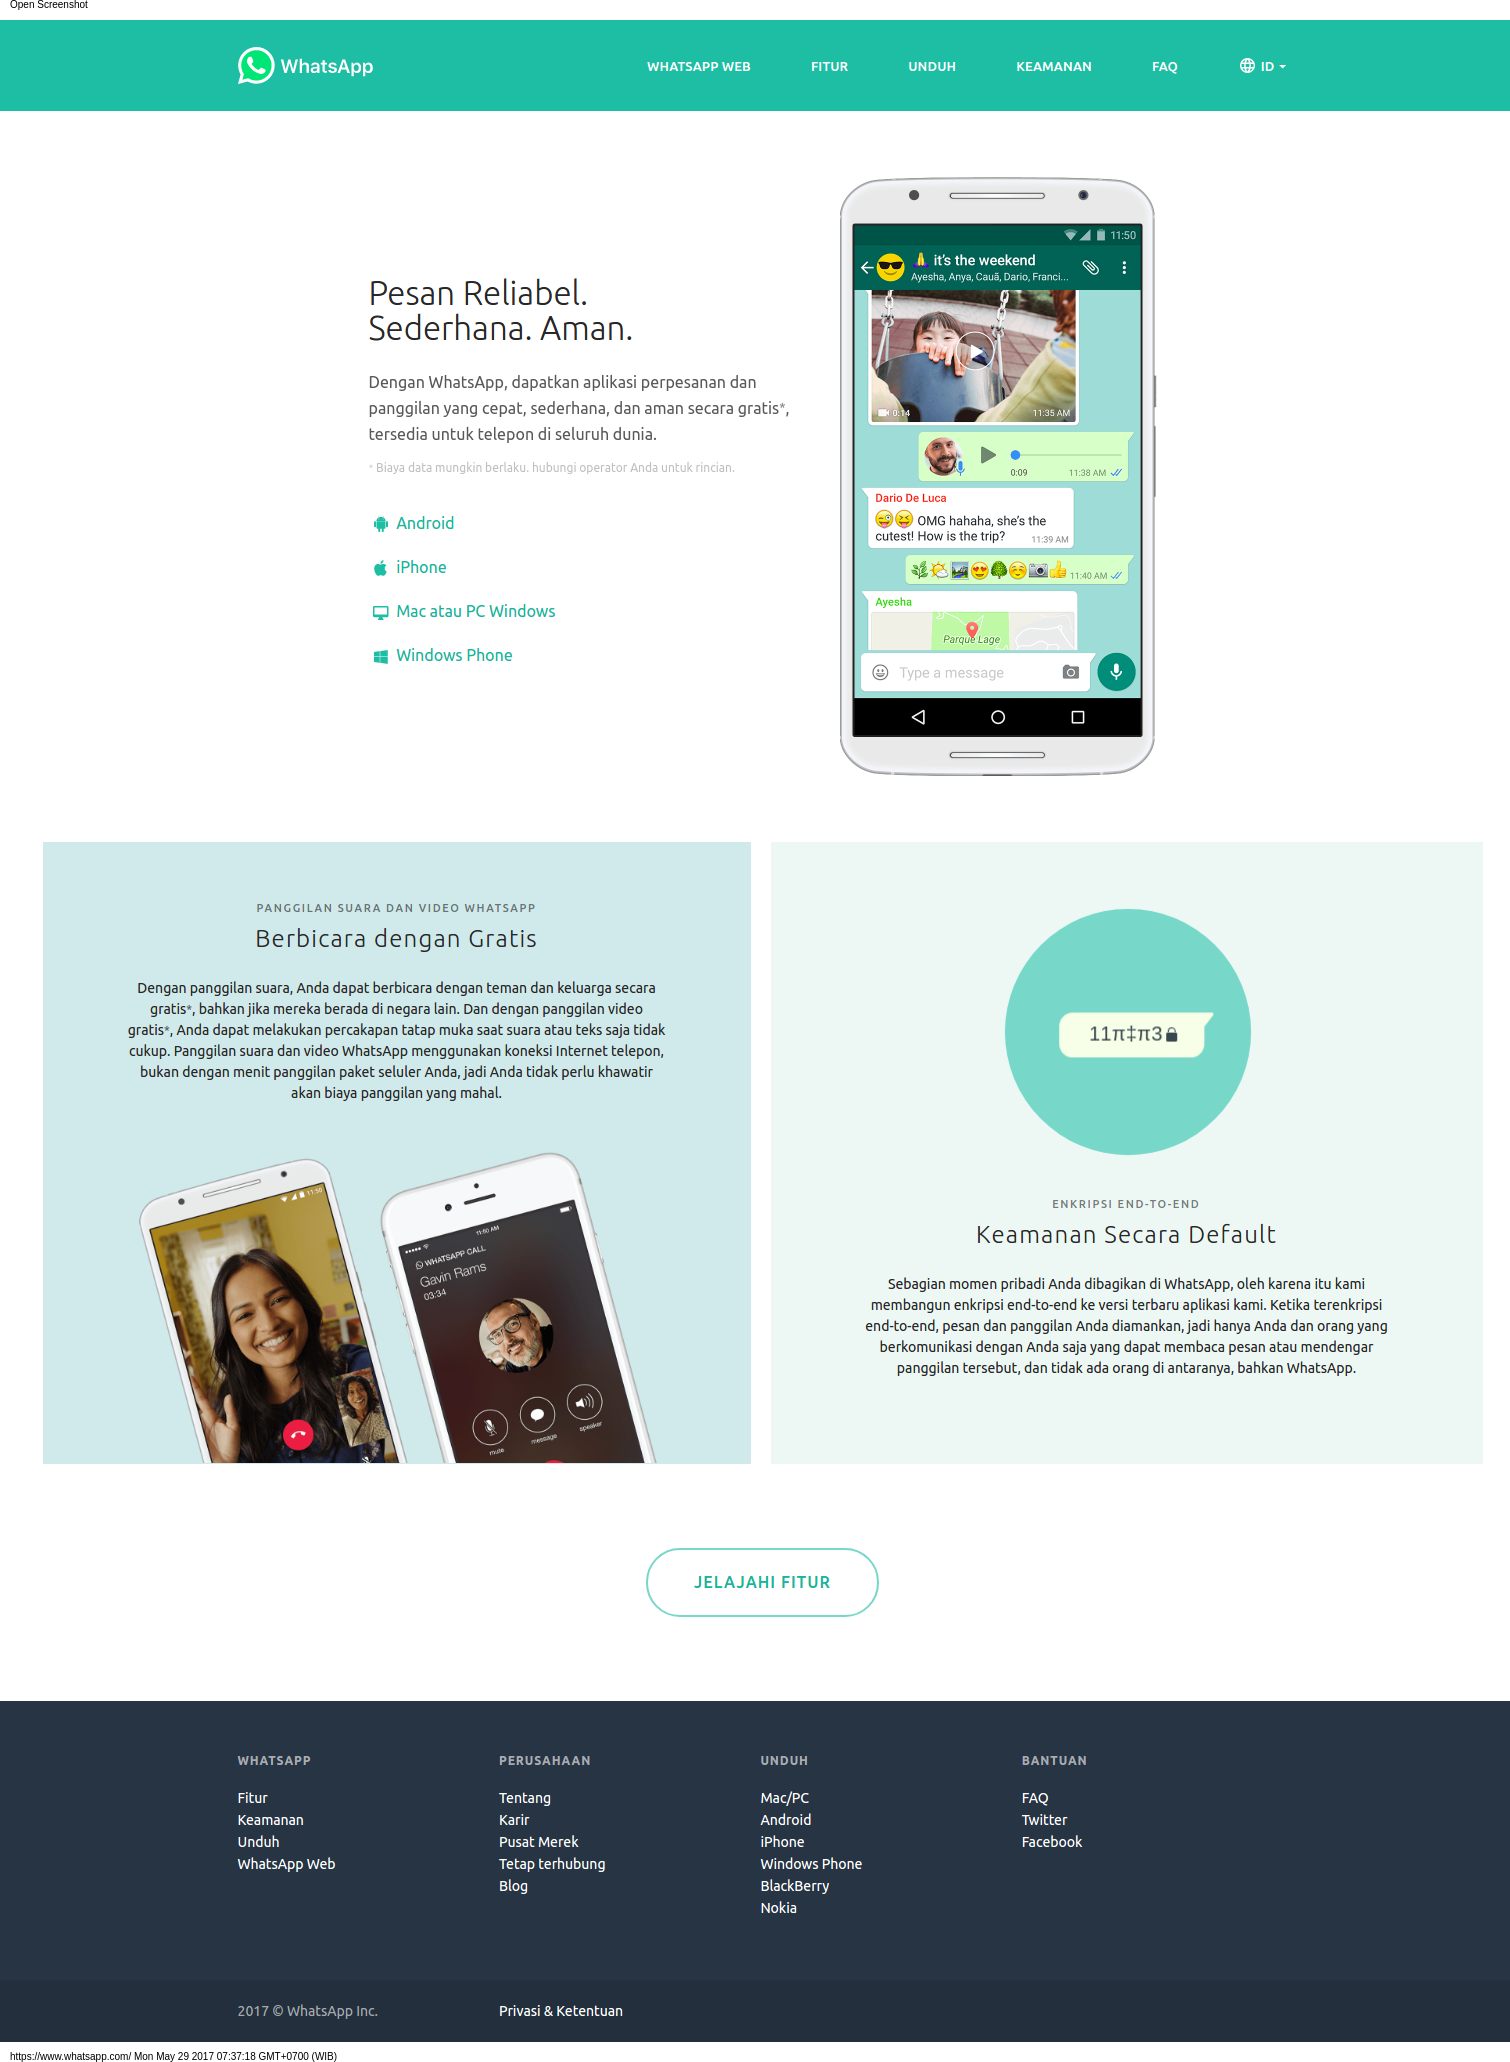 Open Screenshot
WhatsApp
WHATSAPP WEB
FITUR
UNDUH
KEAMANAN
FAQ
ID
Pesan Reliabel.
Sederhana. Aman.
Dengan WhatsApp, dapatkan aplikasi perpesanan dan
panggilan yang cepat, sederhana, dan aman secara gratis*,
tersedia untuk telepon di seluruh dunia.
* Biaya data mungkin berlaku. hubungi operator Anda untuk rincian.
Android
iPhone
Mac atau PC Windows
Windows Phone
11:50
it's the weekend
Ayesha, Anya, Cauã, Dario, Franci...
0:14
11:35 AM
0:09
11:38 AM
Dario De Luca
OMG hahaha, she's the
cutest! How is the trip?
11:39 AM
11:40 AM
Ayesha
Parque Lage
Type a message
PANGGILAN SUARA DAN VIDEO WHATSAPP
Berbicara dengan Gratis
Dengan panggilan suara, Anda dapat berbicara dengan teman dan keluarga secara
gratis*, bahkan jika mereka berada di negara lain. Dan dengan panggilan video
gratis*, Anda dapat melakukan percakapan tatap muka saat suara atau teks saja tidak
cukup. Panggilan suara dan video WhatsApp menggunakan koneksi Internet telepon,
bukan dengan menit panggilan paket seluler Anda, jadi Anda tidak perlu khawatir
akan biaya panggilan yang mahal.
11:50
11:50 AM
WHATSAPP CALL
Gavin Rams
03:34
mute
message
speaker
11π‡π3
ENKRIPSI END-TO-END
Keamanan Secara Default
Sebagian momen pribadi Anda dibagikan di WhatsApp, oleh karena itu kami
membangun enkripsi end-to-end ke versi terbaru aplikasi kami. Ketika terenkripsi
end-to-end, pesan dan panggilan Anda diamankan, jadi hanya Anda dan orang yang
berkomunikasi dengan Anda saja yang dapat membaca pesan atau mendengar
panggilan tersebut, dan tidak ada orang di antaranya, bahkan WhatsApp.
JELAJAHI FITUR
WHATSAPP
Fitur
Keamanan
Unduh
WhatsApp Web
PERUSAHAAN
Tentang
Karir
Pusat Merek
Tetap terhubung
Blog
UNDUH
Mac/PC
Android
iPhone
Windows Phone
BlackBerry
Nokia
BANTUAN
FAQ
Twitter
Facebook
2017 © WhatsApp Inc.
Privasi & Ketentuan
https://www.whatsapp.com/ Mon May 29 2017 07:37:18 GMT+0700 (WIB)